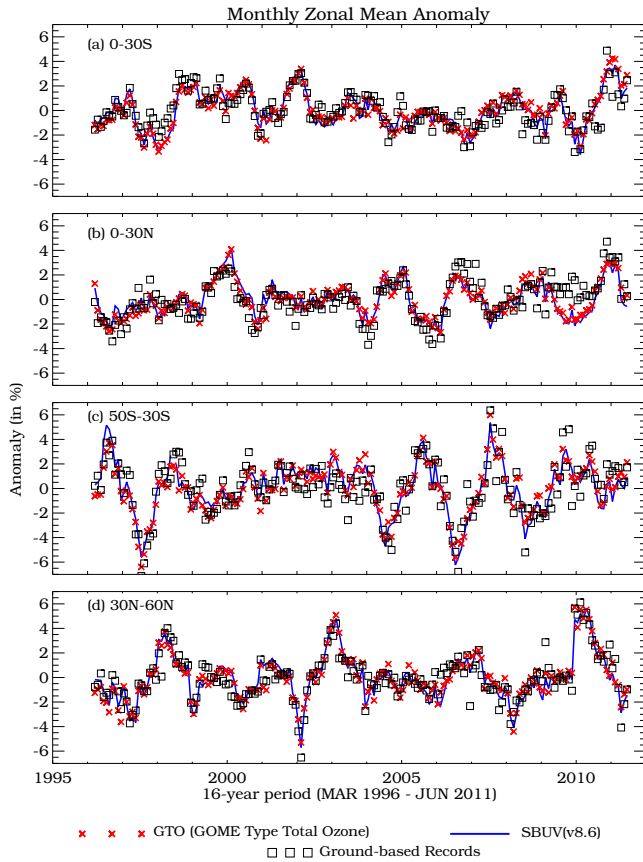 Monthly Zonal Mean Anomaly
(a) 0-30S
6
4
2
0
-2
-4
-6
(b) 0-30N
6
4
2
0
-2
-4
-6
Anomaly (in %)
(c) 50S-30S
6
4
2
0
-2
-4
-6
(d) 30N-60N
6
4
2
0
-2
-4
-6
1995 2000 2005 2010
16-year period (MAR 1996 - JUN 2011)
GTO (GOME Type Total Ozone) SBUV(v8.6)
Ground-based Records